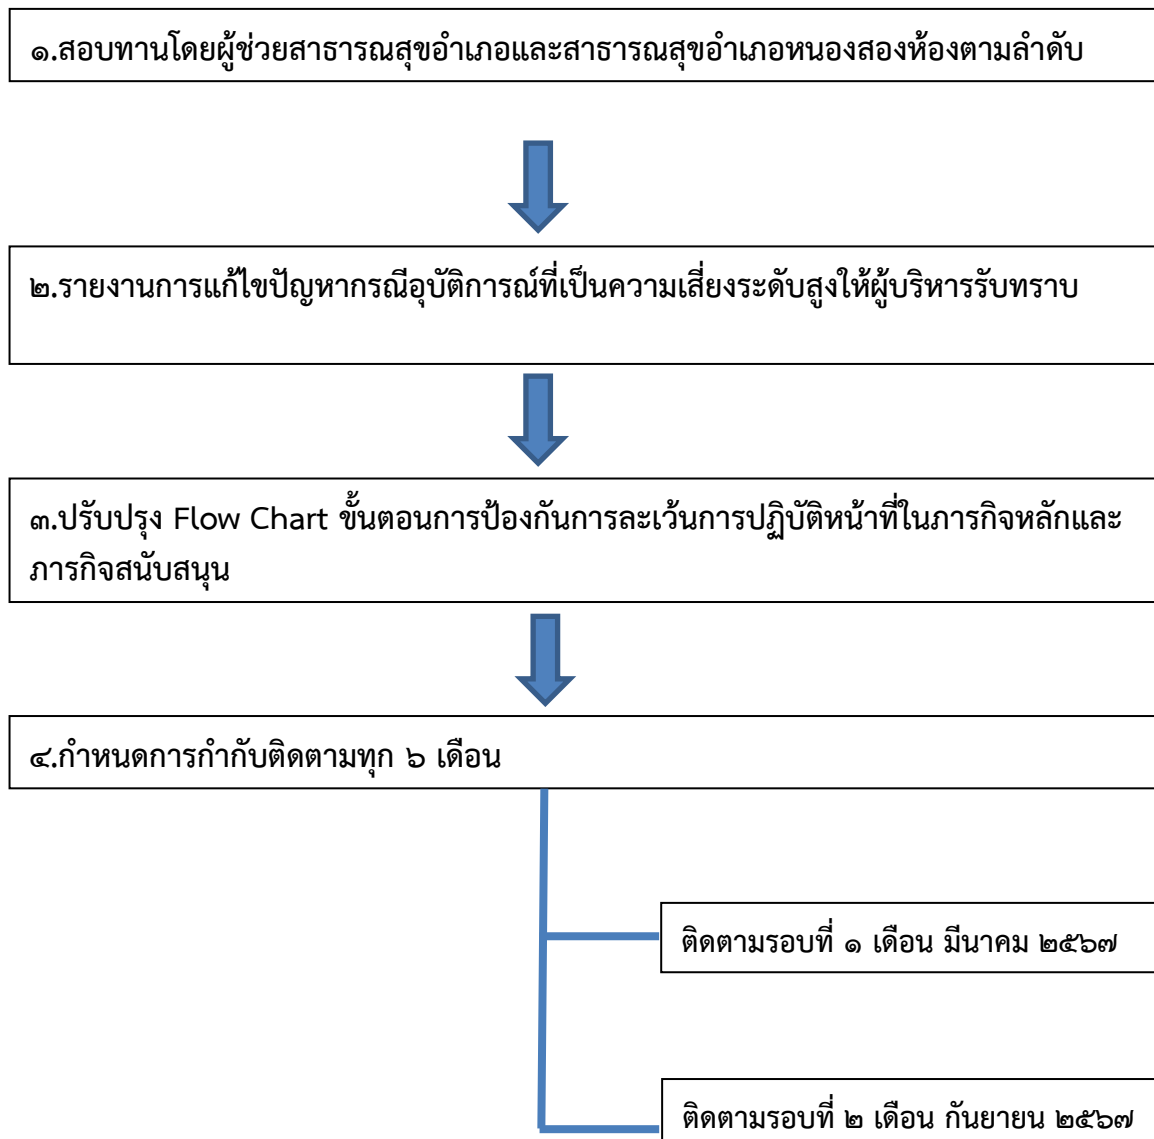 ๑.สอบทานโดยผู้ช่วยสาธารณสุขอำเภอและสาธารณสุขอำเภอหนองสองห้องตามลำดับ
๒.รายงานการแก้ไขปัญหากรณีอุบัติการณ์ที่เป็นความเสี่ยงระดับสูงให้ผู้บริหารรับทราบ
๓.ปรับปรุง Flow Chart ขั้นตอนการป้องกันการละเว้นการปฏิบัติหน้าที่ในภารกิจหลักและ
ภารกิจสนับสนุน
๔.กำหนดการกำกับติดตามทุก ๖ เดือน
ติดตามรอบที่ ๑ เดือน มีนาคม ๒๕๖๗
ติดตามรอบที่ ๒ เดือน กันยายน ๒๕๖๗